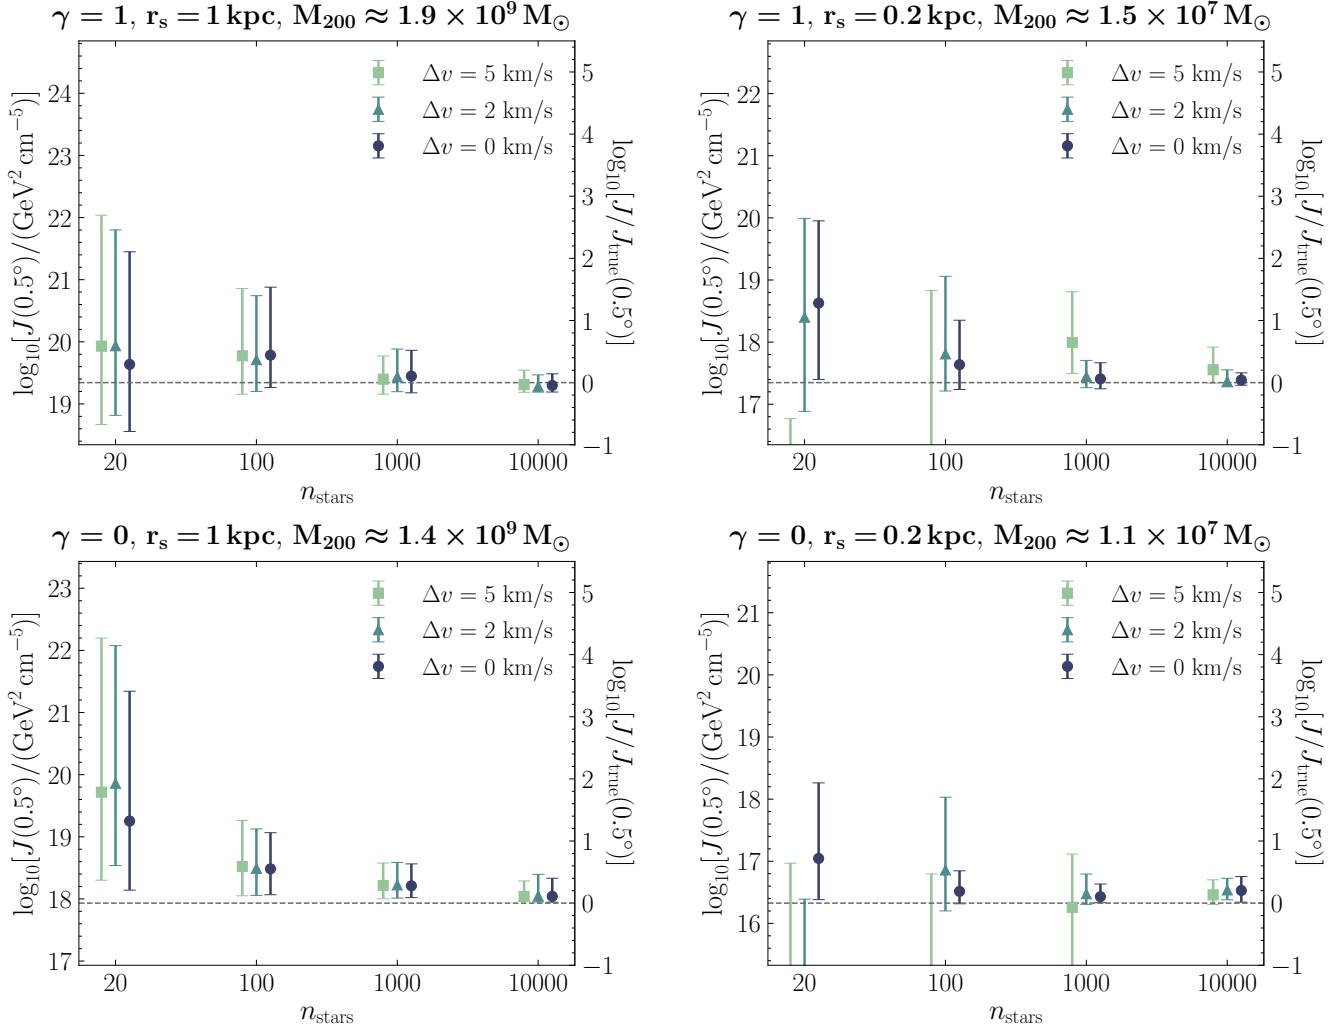 γ = 1, r_s = 1 kpc, M_200 ≈ 1.9 × 10^9 M_⊙
Δv = 5 km/s
Δv = 2 km/s
Δv = 0 km/s
log_10[J(0.5°)/(GeV^2 cm^−5)]
24
23
22
21
20
19
log_10[J/J_true(0.5°)]
5
4
3
2
1
0
−1
20 100 1000 10000
n_stars
γ = 1, r_s = 0.2 kpc, M_200 ≈ 1.5 × 10^7 M_⊙
Δv = 5 km/s
Δv = 2 km/s
Δv = 0 km/s
log_10[J(0.5°)/(GeV^2 cm^−5)]
22
21
20
19
18
17
log_10[J/J_true(0.5°)]
5
4
3
2
1
0
−1
20 100 1000 10000
n_stars
γ = 0, r_s = 1 kpc, M_200 ≈ 1.4 × 10^9 M_⊙
Δv = 5 km/s
Δv = 2 km/s
Δv = 0 km/s
log_10[J(0.5°)/(GeV^2 cm^−5)]
23
22
21
20
19
18
17
log_10[J/J_true(0.5°)]
5
4
3
2
1
0
−1
20 100 1000 10000
n_stars
γ = 0, r_s = 0.2 kpc, M_200 ≈ 1.1 × 10^7 M_⊙
Δv = 5 km/s
Δv = 2 km/s
Δv = 0 km/s
log_10[J(0.5°)/(GeV^2 cm^−5)]
21
20
19
18
17
16
log_10[J/J_true(0.5°)]
5
4
3
2
1
0
−1
20 100 1000 10000
n_stars